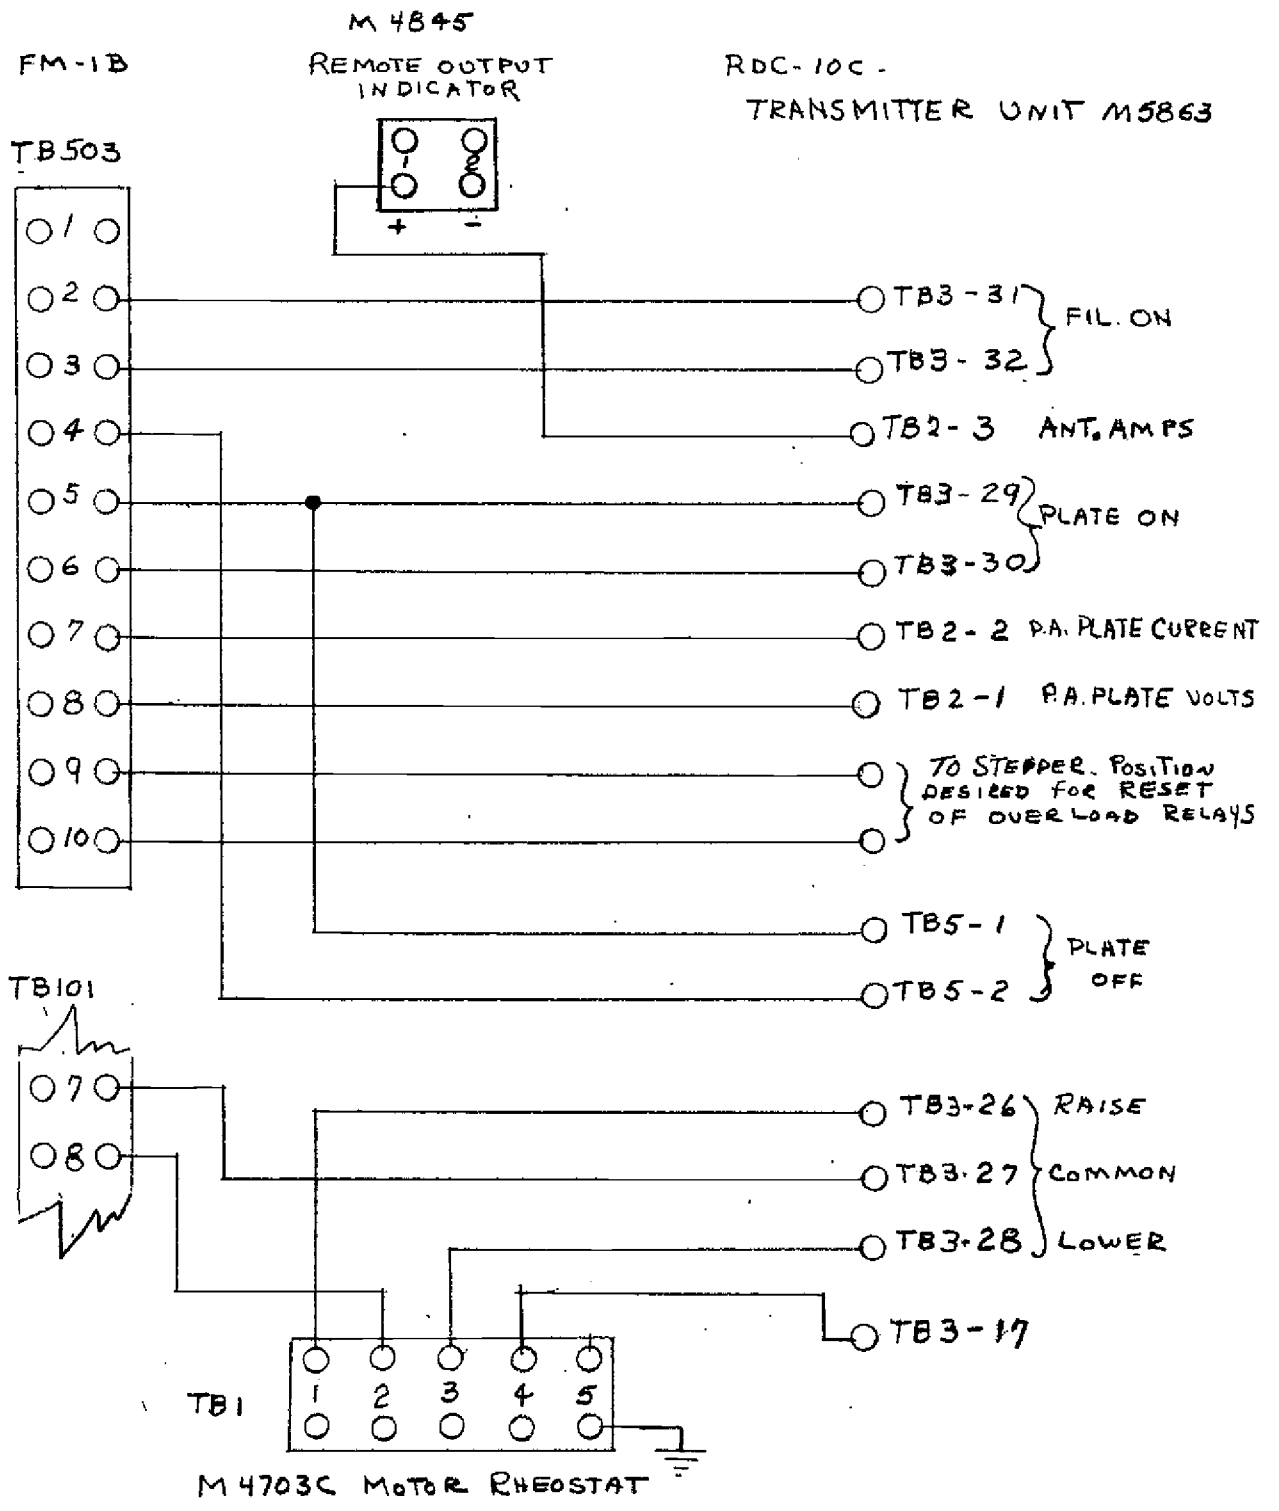 M 4845
FM-1B
REMOTE OUTPUT
INDICATOR
RDC-10C-
TRANSMITTER UNIT M5863
TB503
1 2
+ -
1
2
3
4
5
6
7
8
9
10
TB3-31
FIL. ON
TB3-32
TB2-3 ANT. AMPS
TB3-29
PLATE ON
TB3-30
TB2-2 P.A. PLATE CURRENT
TB2-1 P.A. PLATE VOLTS
TO STEPPER. POSITION
DESIRED FOR RESET
OF OVERLOAD RELAYS
TB5-1
PLATE
OFF
TB5-2
TB101
7
8
TB3-26 RAISE
TB3-27 COMMON
TB3-28 LOWER
TB3-17
TB1
1 2 3 4 5
M 4703C MOTOR RHEOSTAT